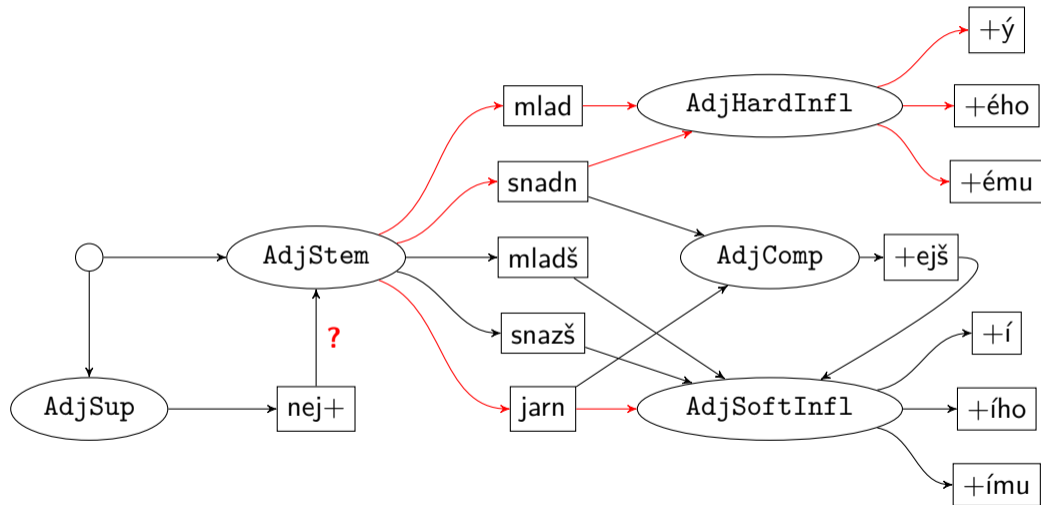 +ý
mlad
AdjHardInfl
+ého
snadn
+ému
AdjStem
mladš
AdjComp
+ejš
?
snazš
+í
AdjSup
nej+
jarn
AdjSoftInfl
+ího
+ímu